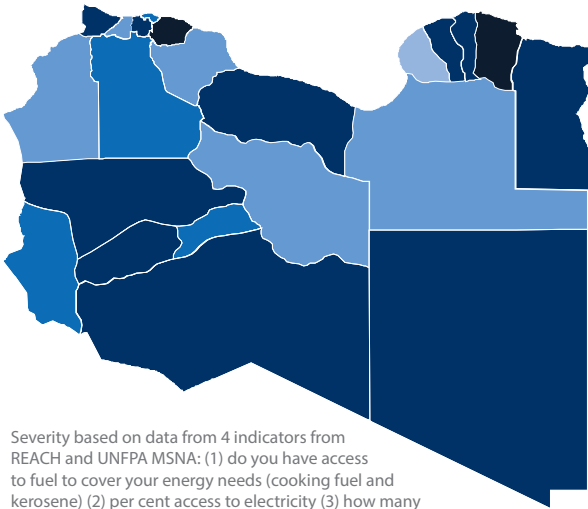 Severity based on data from 4 indicators from
REACH and UNFPA MSNA: (1) do you have access
to fuel to cover your energy needs (cooking fuel and
kerosene) (2) per cent access to electricity (3) how many